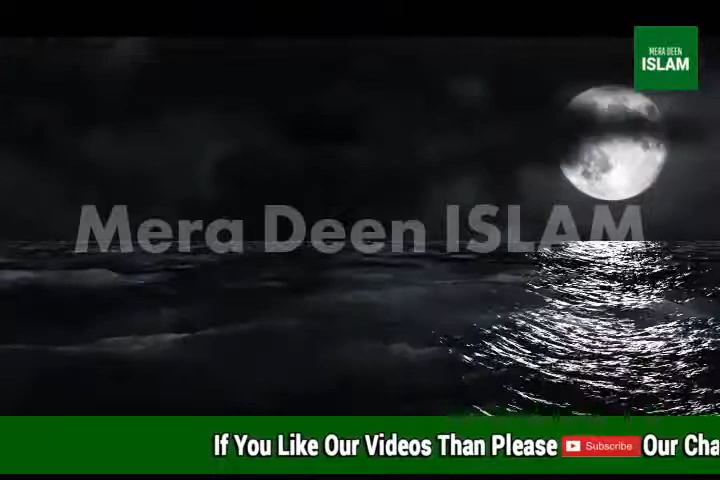 MERA DEEN
ISLAM
Mera Deen ISLAM
If You Like Our Videos Than Please Subscribe Our Cha